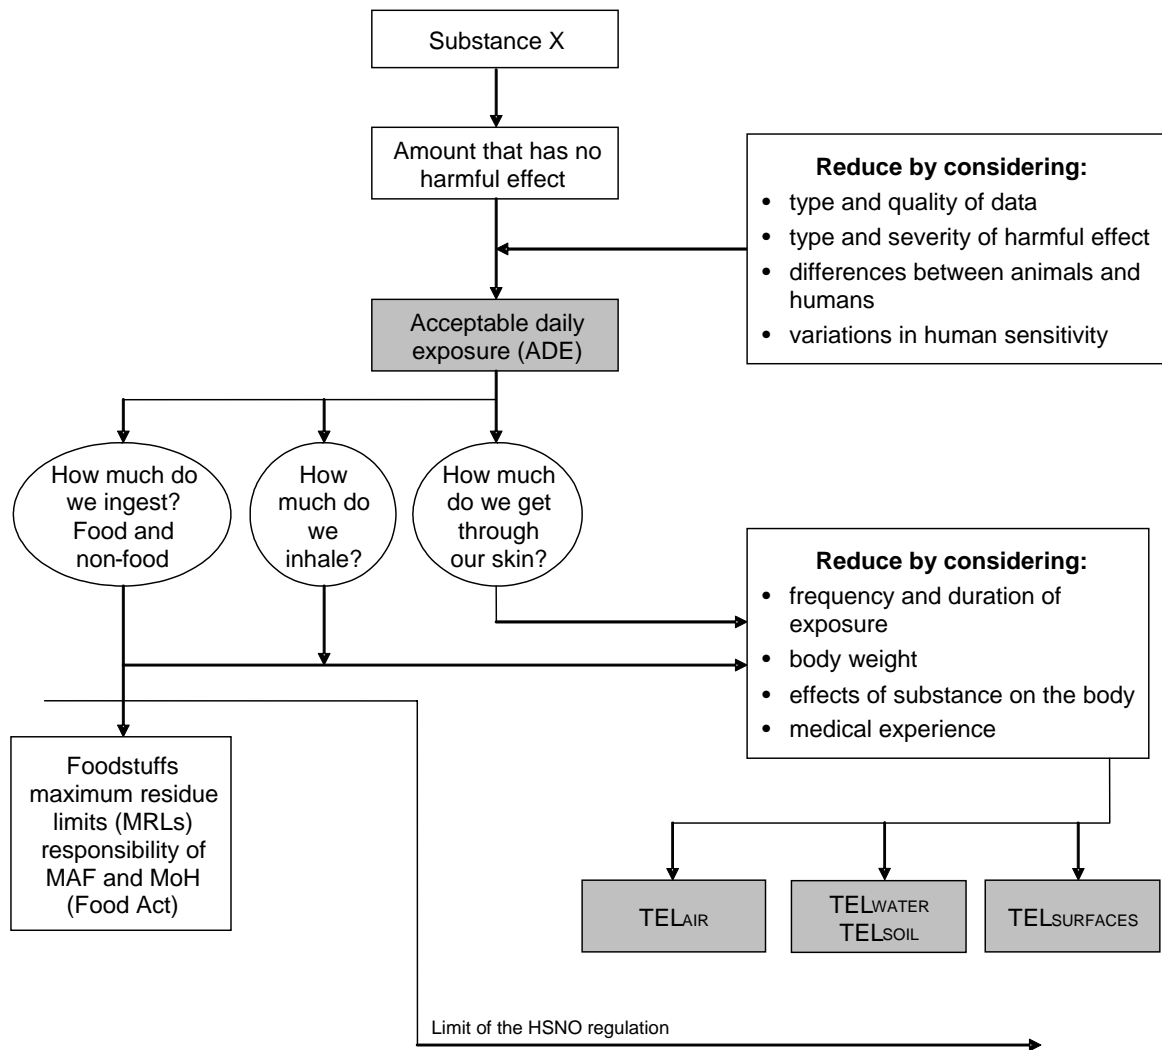 Substance X
Amount that has no
harmful effect
Reduce by considering:
• type and quality of data
• type and severity of harmful effect
• differences between animals and
humans
• variations in human sensitivity
Acceptable daily
exposure (ADE)
How much do
we ingest?
Food and
non-food
How
much do
we
inhale?
How much
do we get
through
our skin?
Reduce by considering:
• frequency and duration of
exposure
• body weight
• effects of substance on the body
• medical experience
Foodstuffs
maximum residue
limits (MRLs)
responsibility of
MAF and MoH
(Food Act)
TELAIR
TELWATER
TELSOIL
TELSURFACES
Limit of the HSNO regulation